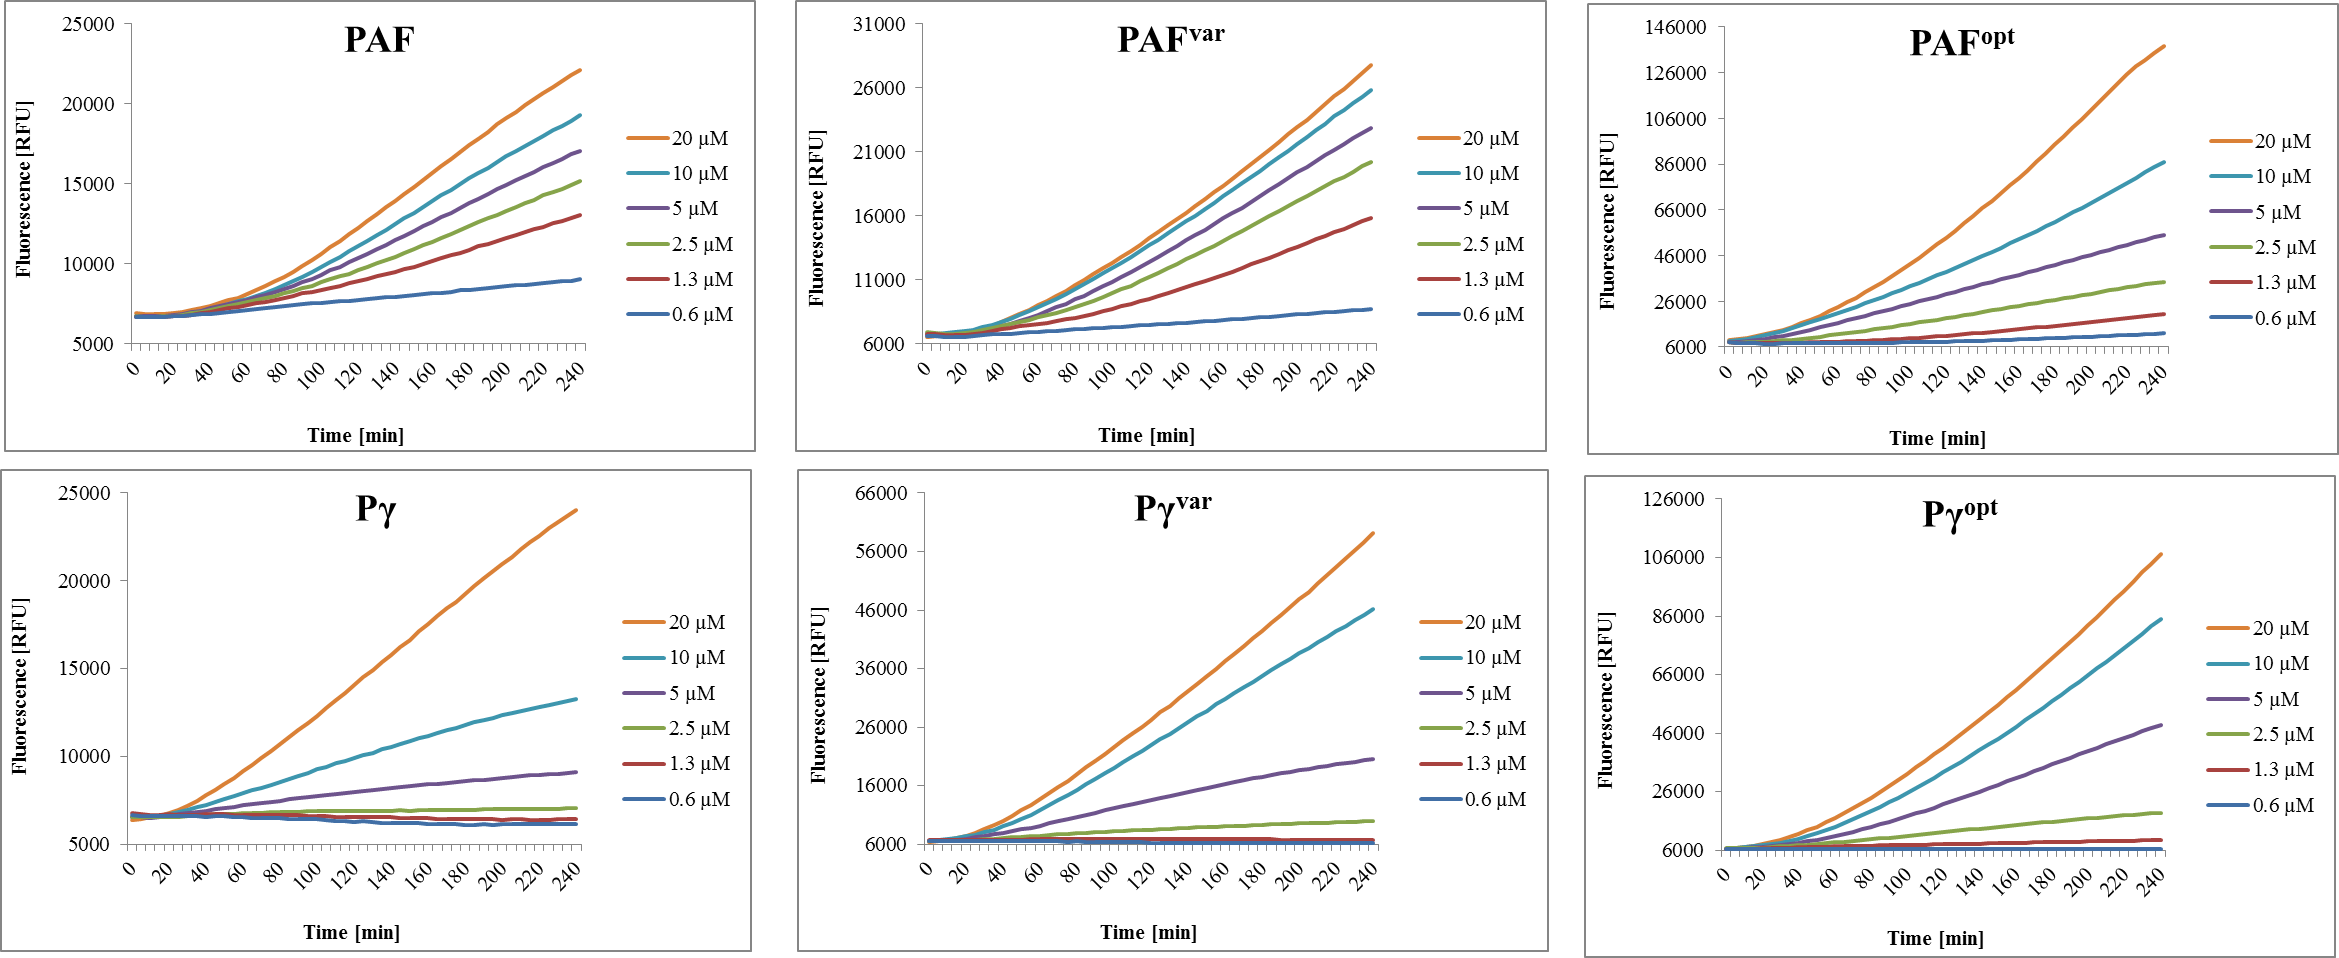 PAF
Fluorescence [RFU]
25000
20000
15000
10000
5000
0 20 40 60 80 100 120 140 160 180 200 220 240
Time [min]
20 µM
10 µM
5 µM
2.5 µM
1.3 µM
0.6 µM
PAFvar
Fluorescence [RFU]
31000
26000
21000
16000
11000
6000
0 20 40 60 80 100 120 140 160 180 200 220 240
Time [min]
20 µM
10 µM
5 µM
2.5 µM
1.3 µM
0.6 µM
PAFopt
Fluorescence [RFU]
146000
126000
106000
86000
66000
46000
26000
6000
0 20 40 60 80 100 120 140 160 180 200 220 240
Time [min]
20 µM
10 µM
5 µM
2.5 µM
1.3 µM
0.6 µM
Pγ
Fluorescence [RFU]
25000
20000
15000
10000
5000
0 20 40 60 80 100 120 140 160 180 200 220 240
Time [min]
20 µM
10 µM
5 µM
2.5 µM
1.3 µM
0.6 µM
Pγvar
Fluorescence [RFU]
66000
56000
46000
36000
26000
16000
6000
0 20 40 60 80 100 120 140 160 180 200 220 240
Time [min]
20 µM
10 µM
5 µM
2.5 µM
1.3 µM
0.6 µM
Pγopt
Fluorescence [RFU]
126000
106000
86000
66000
46000
26000
6000
0 20 40 60 80 100 120 140 160 180 200 220 240
Time [min]
20 µM
10 µM
5 µM
2.5 µM
1.3 µM
0.6 µM